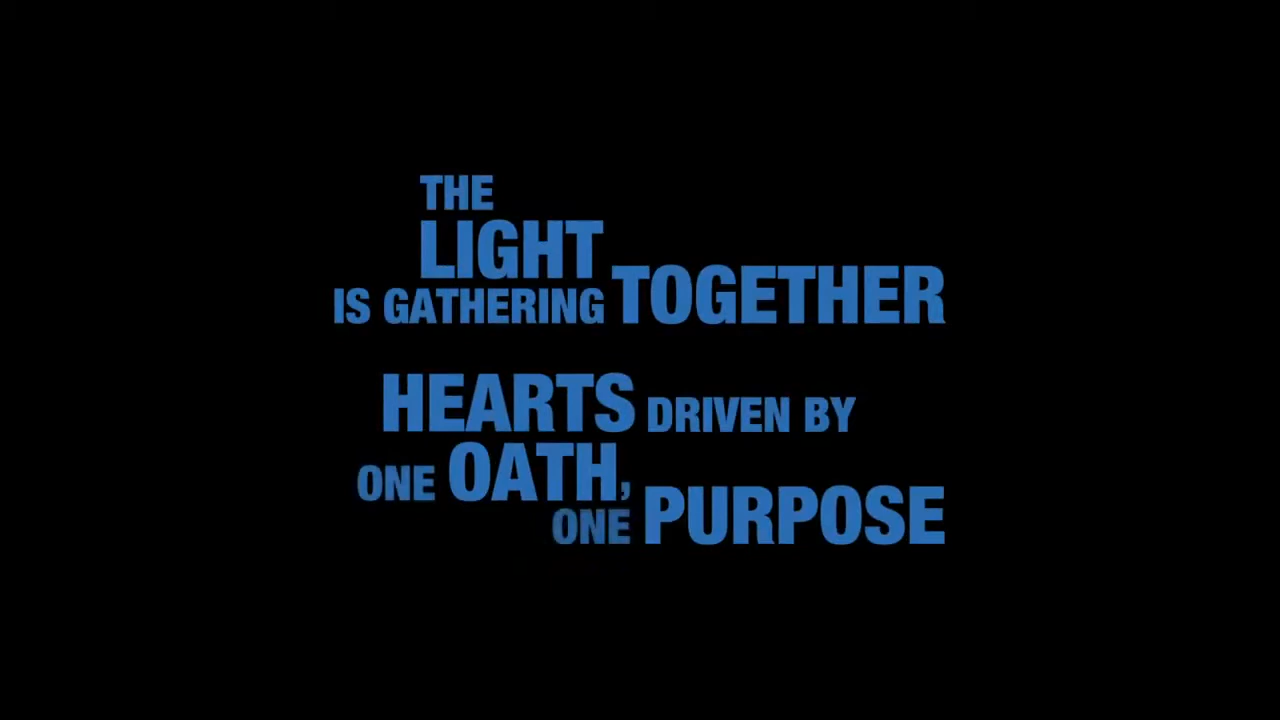 THE
LIGHT
IS GATHERING TOGETHER
HEARTS DRIVEN BY
ONE OATH,
ONE PURPOSE